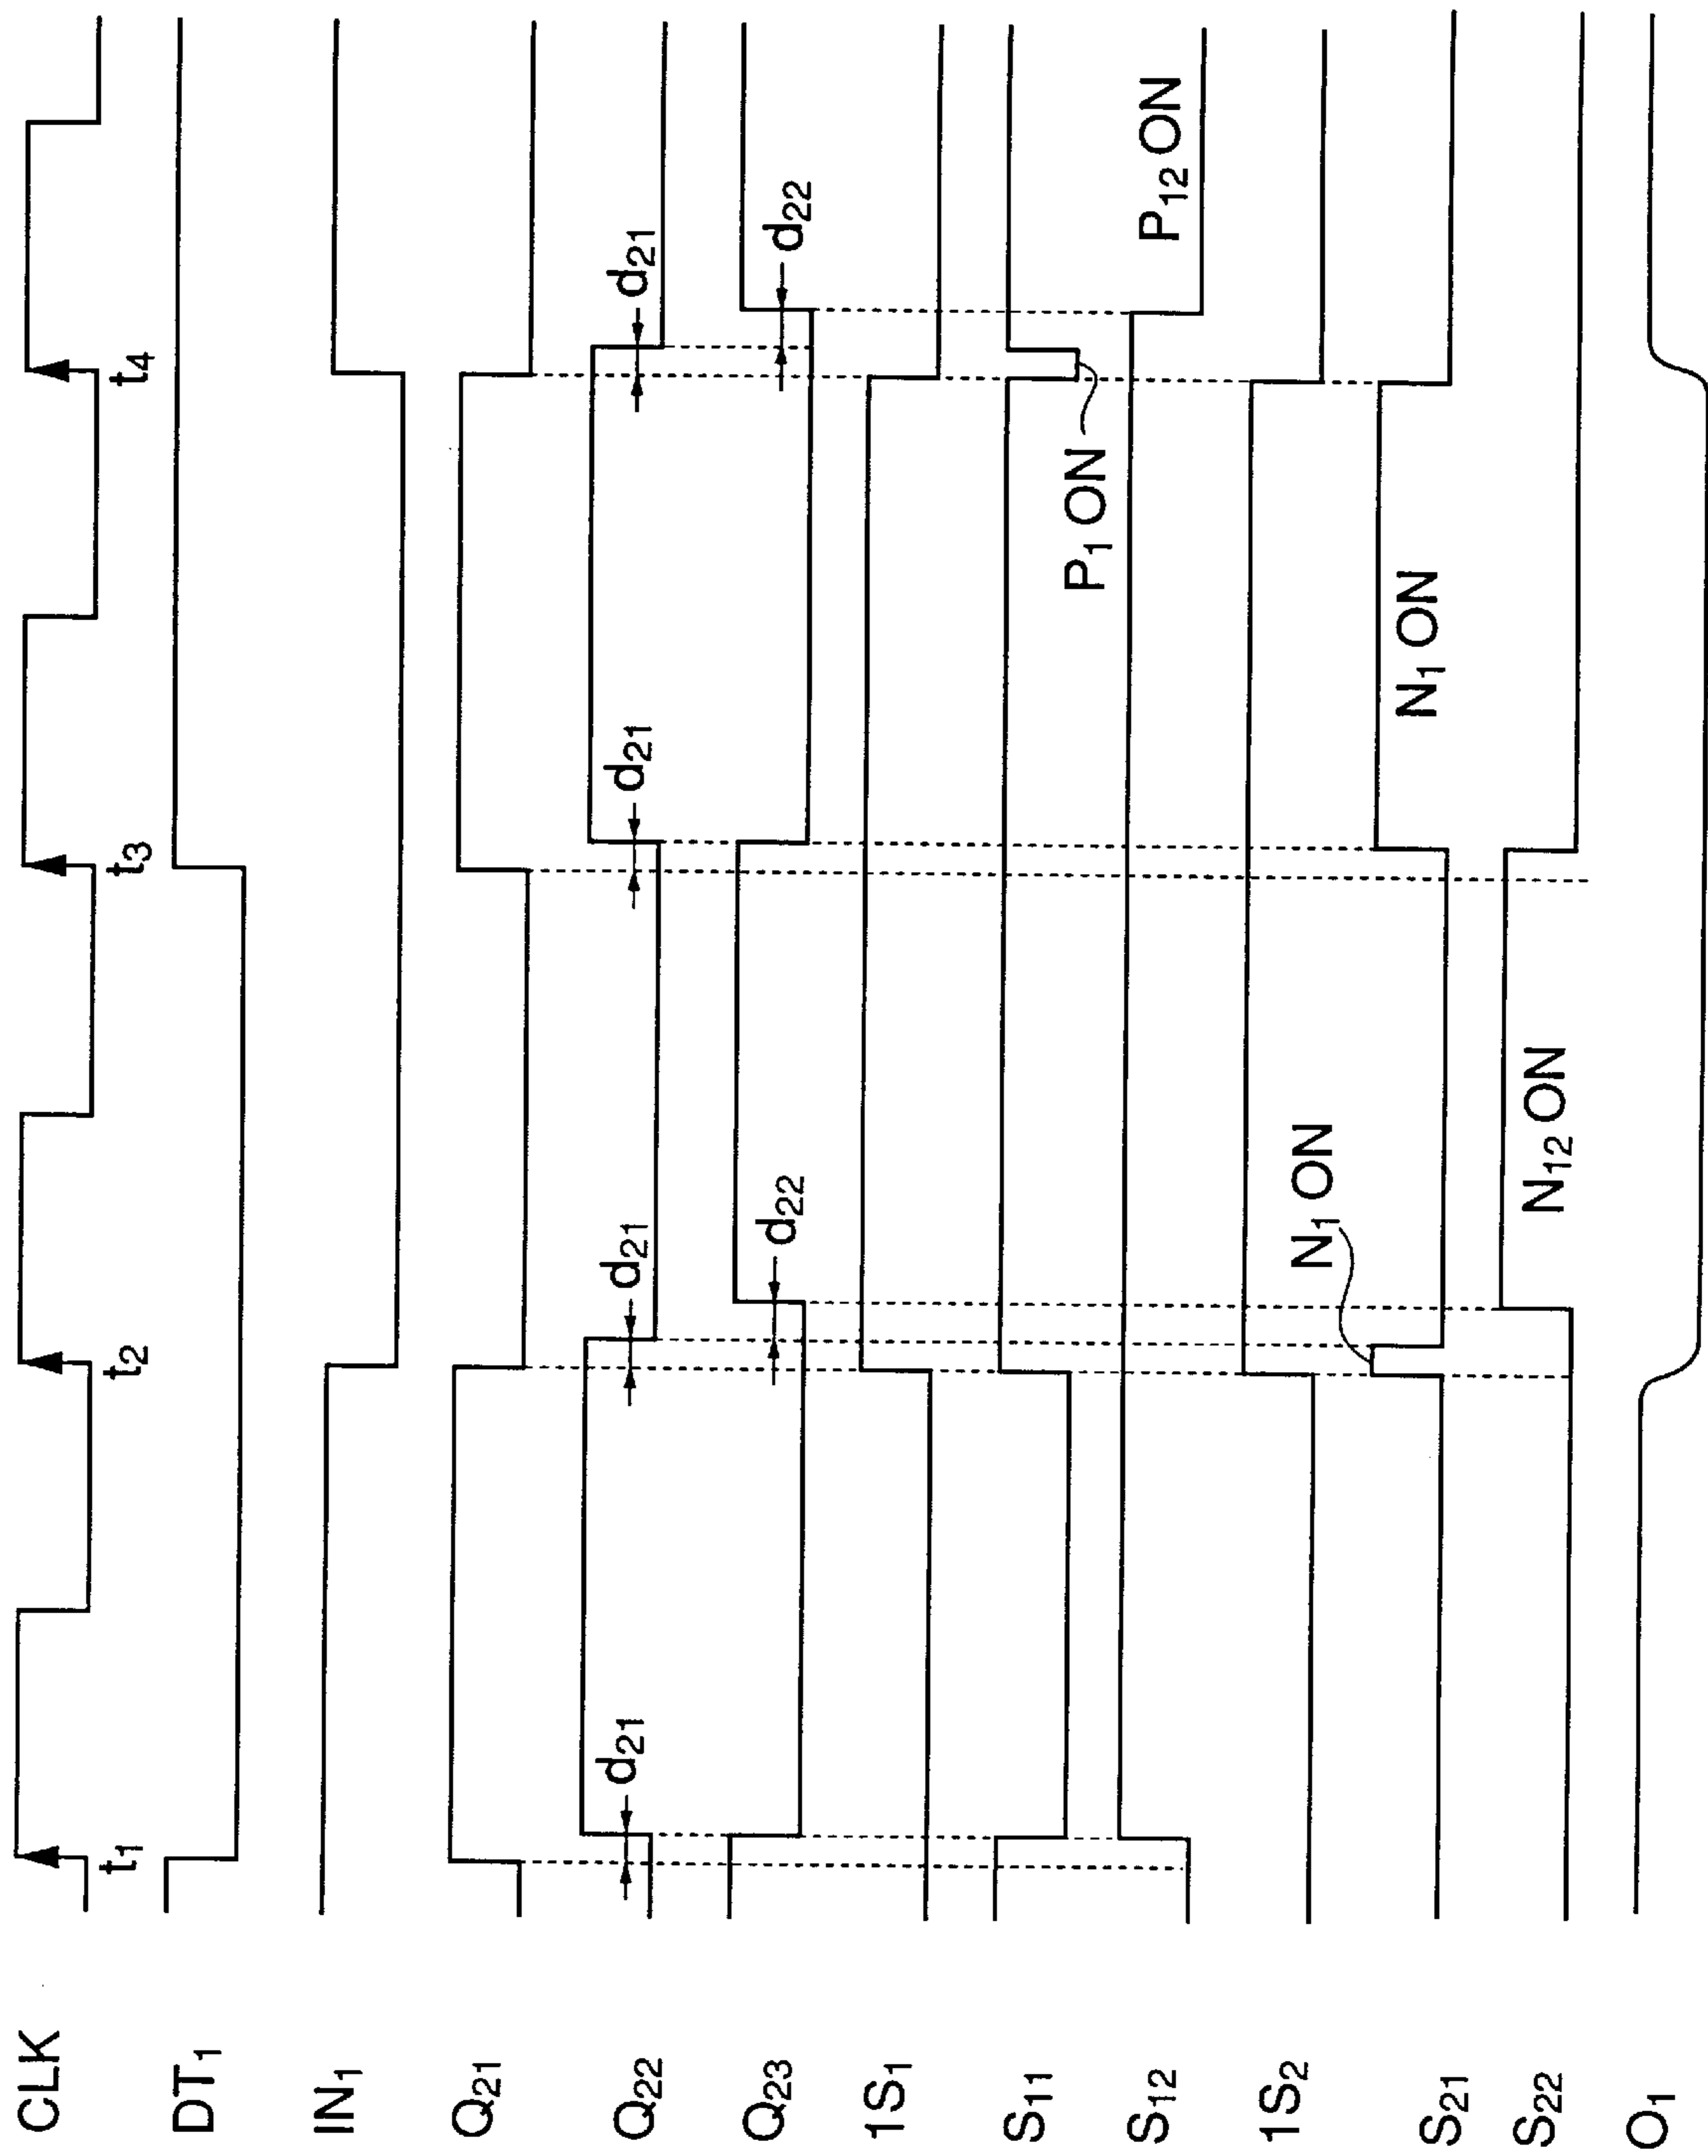 CLK
t1 t2 t3 t4
DT1
IN1
Q21
Q22
d21 d21 d21 d21
Q23
d22 d22
1S1
S11
P1 ON
S12
P12 ON
1S2
N1 ON
S21
N1 ON
S22
N12 ON
O1